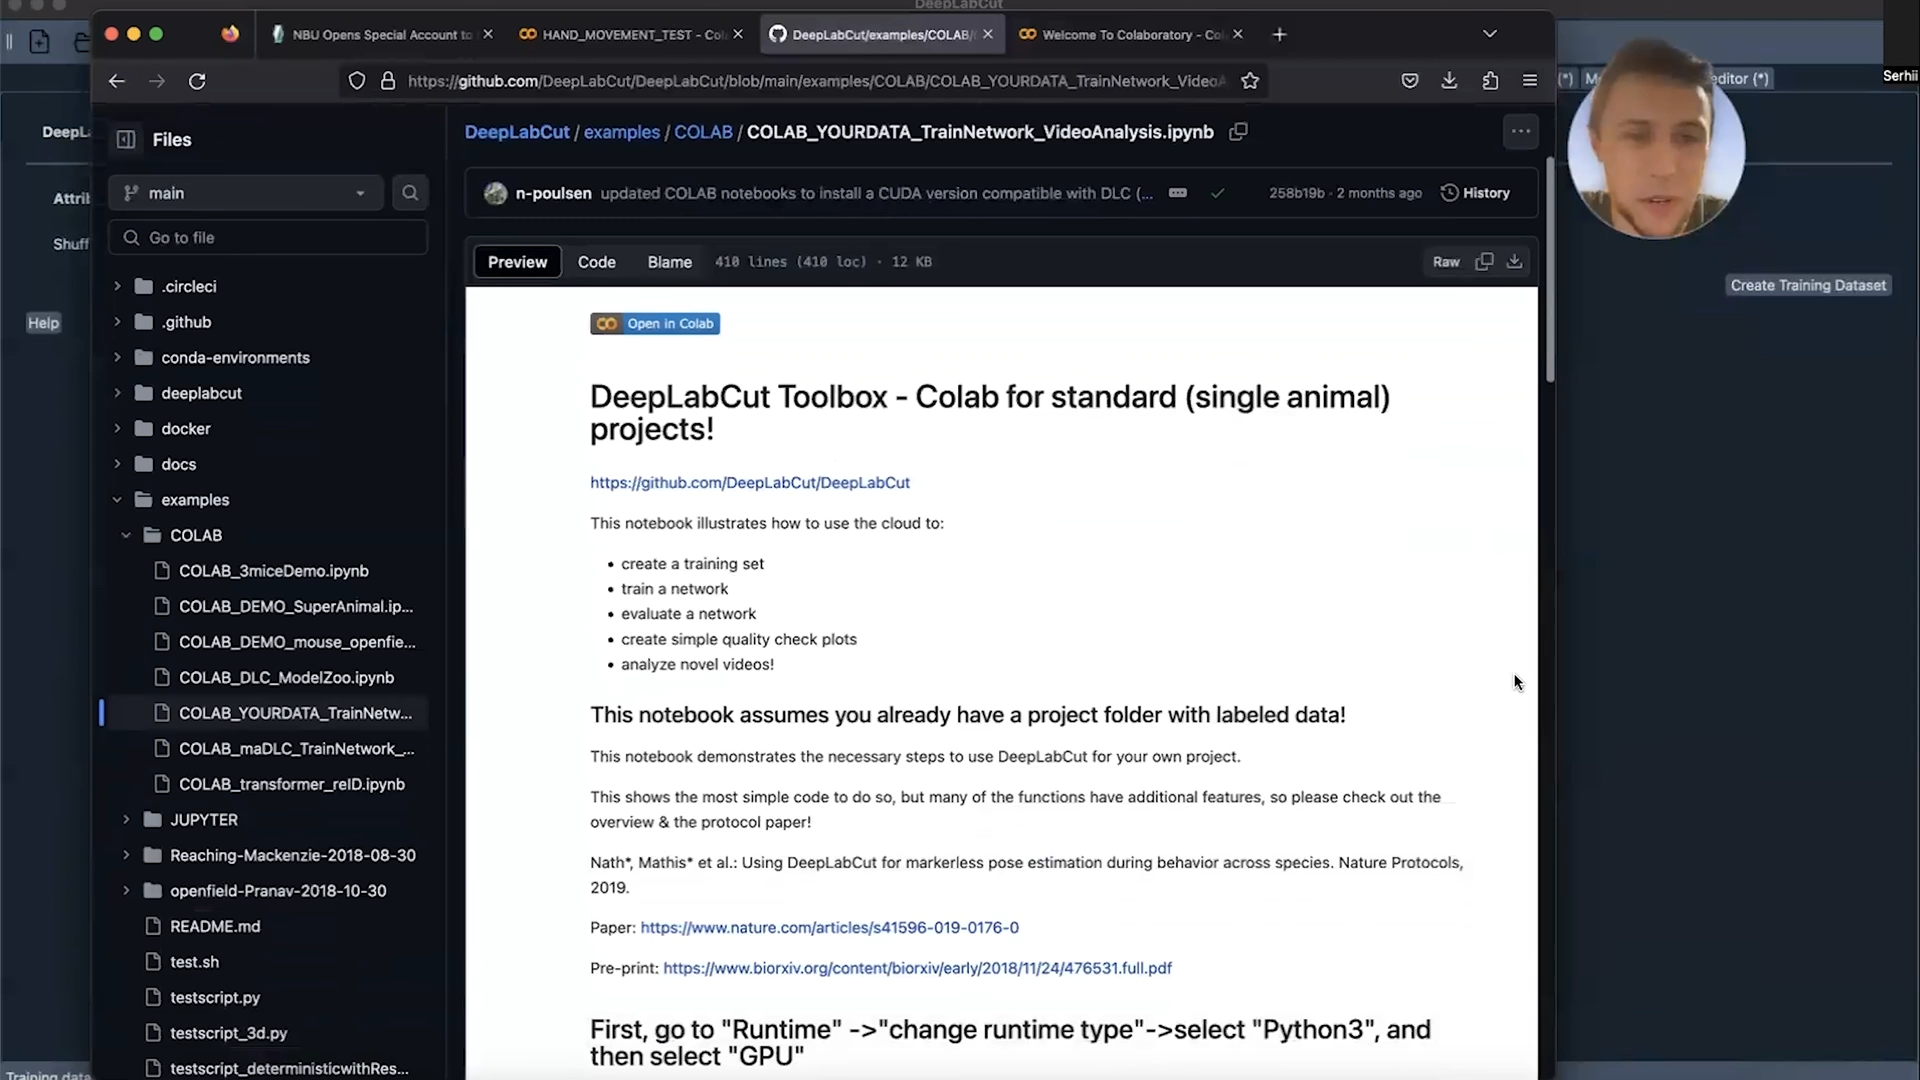 DeepLabCut
NBU Opens Special Account to
HAND_MOVEMENT_TEST - Col
DeepLabCut/examples/COLAB/
Welcome To Colaboratory - Col
https://github.com/DeepLabCut/DeepLabCut/blob/main/examples/COLAB/COLAB_YOURDATA_TrainNetwork_VideoA
Serhii
editor (*)
DeepL
Attrib
Shuff
Help
Create Training Dataset
Files
main
Go to file
.circleci
.github
conda-environments
deeplabcut
docker
docs
examples
COLAB
COLAB_3miceDemo.ipynb
COLAB_DEMO_SuperAnimal.ip...
COLAB_DEMO_mouse_openfie...
COLAB_DLC_ModelZoo.ipynb
COLAB_YOURDATA_TrainNetw...
COLAB_maDLC_TrainNetwork_...
COLAB_transformer_reID.ipynb
JUPYTER
Reaching-Mackenzie-2018-08-30
openfield-Pranav-2018-10-30
README.md
test.sh
testscript.py
testscript_3d.py
testscript_deterministicwithRes...
DeepLabCut / examples / COLAB / COLAB_YOURDATA_TrainNetwork_VideoAnalysis.ipynb
n-poulsen updated COLAB notebooks to install a CUDA version compatible with DLC (...
258b19b · 2 months ago
History
Preview
Code
Blame
410 lines (410 loc) · 12 KB
Raw
Open in Colab
DeepLabCut Toolbox - Colab for standard (single animal)
projects!
https://github.com/DeepLabCut/DeepLabCut
This notebook illustrates how to use the cloud to:
• create a training set
• train a network
• evaluate a network
• create simple quality check plots
• analyze novel videos!
This notebook assumes you already have a project folder with labeled data!
This notebook demonstrates the necessary steps to use DeepLabCut for your own project.
This shows the most simple code to do so, but many of the functions have additional features, so please check out the
overview & the protocol paper!
Nath*, Mathis* et al.: Using DeepLabCut for markerless pose estimation during behavior across species. Nature Protocols,
2019.
Paper: https://www.nature.com/articles/s41596-019-0176-0
Pre-print: https://www.biorxiv.org/content/biorxiv/early/2018/11/24/476531.full.pdf
First, go to "Runtime" ->"change runtime type"->select "Python3", and
then select "GPU"
Training data